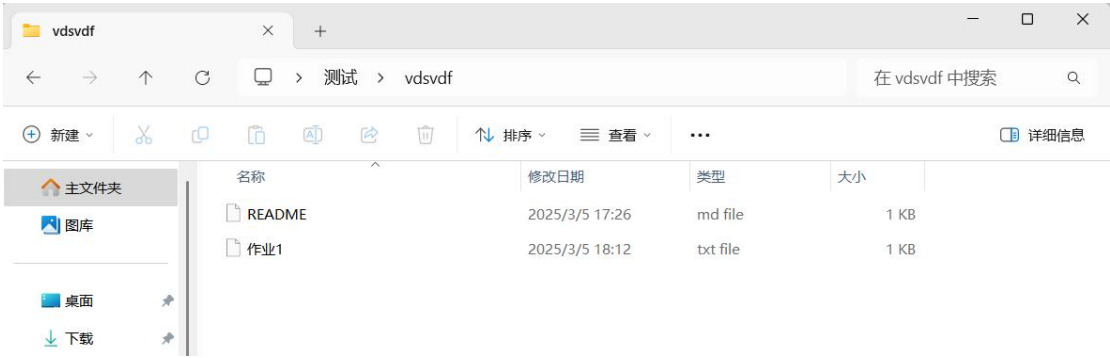 vdsvdf
测试 > vdsvdf
在 vdsvdf 中搜索
新建
排序
查看
详细信息
主文件夹
图库
桌面
下载
名称 修改日期 类型 大小
README 2025/3/5 17:26 md file 1 KB
作业1 2025/3/5 18:12 txt file 1 KB